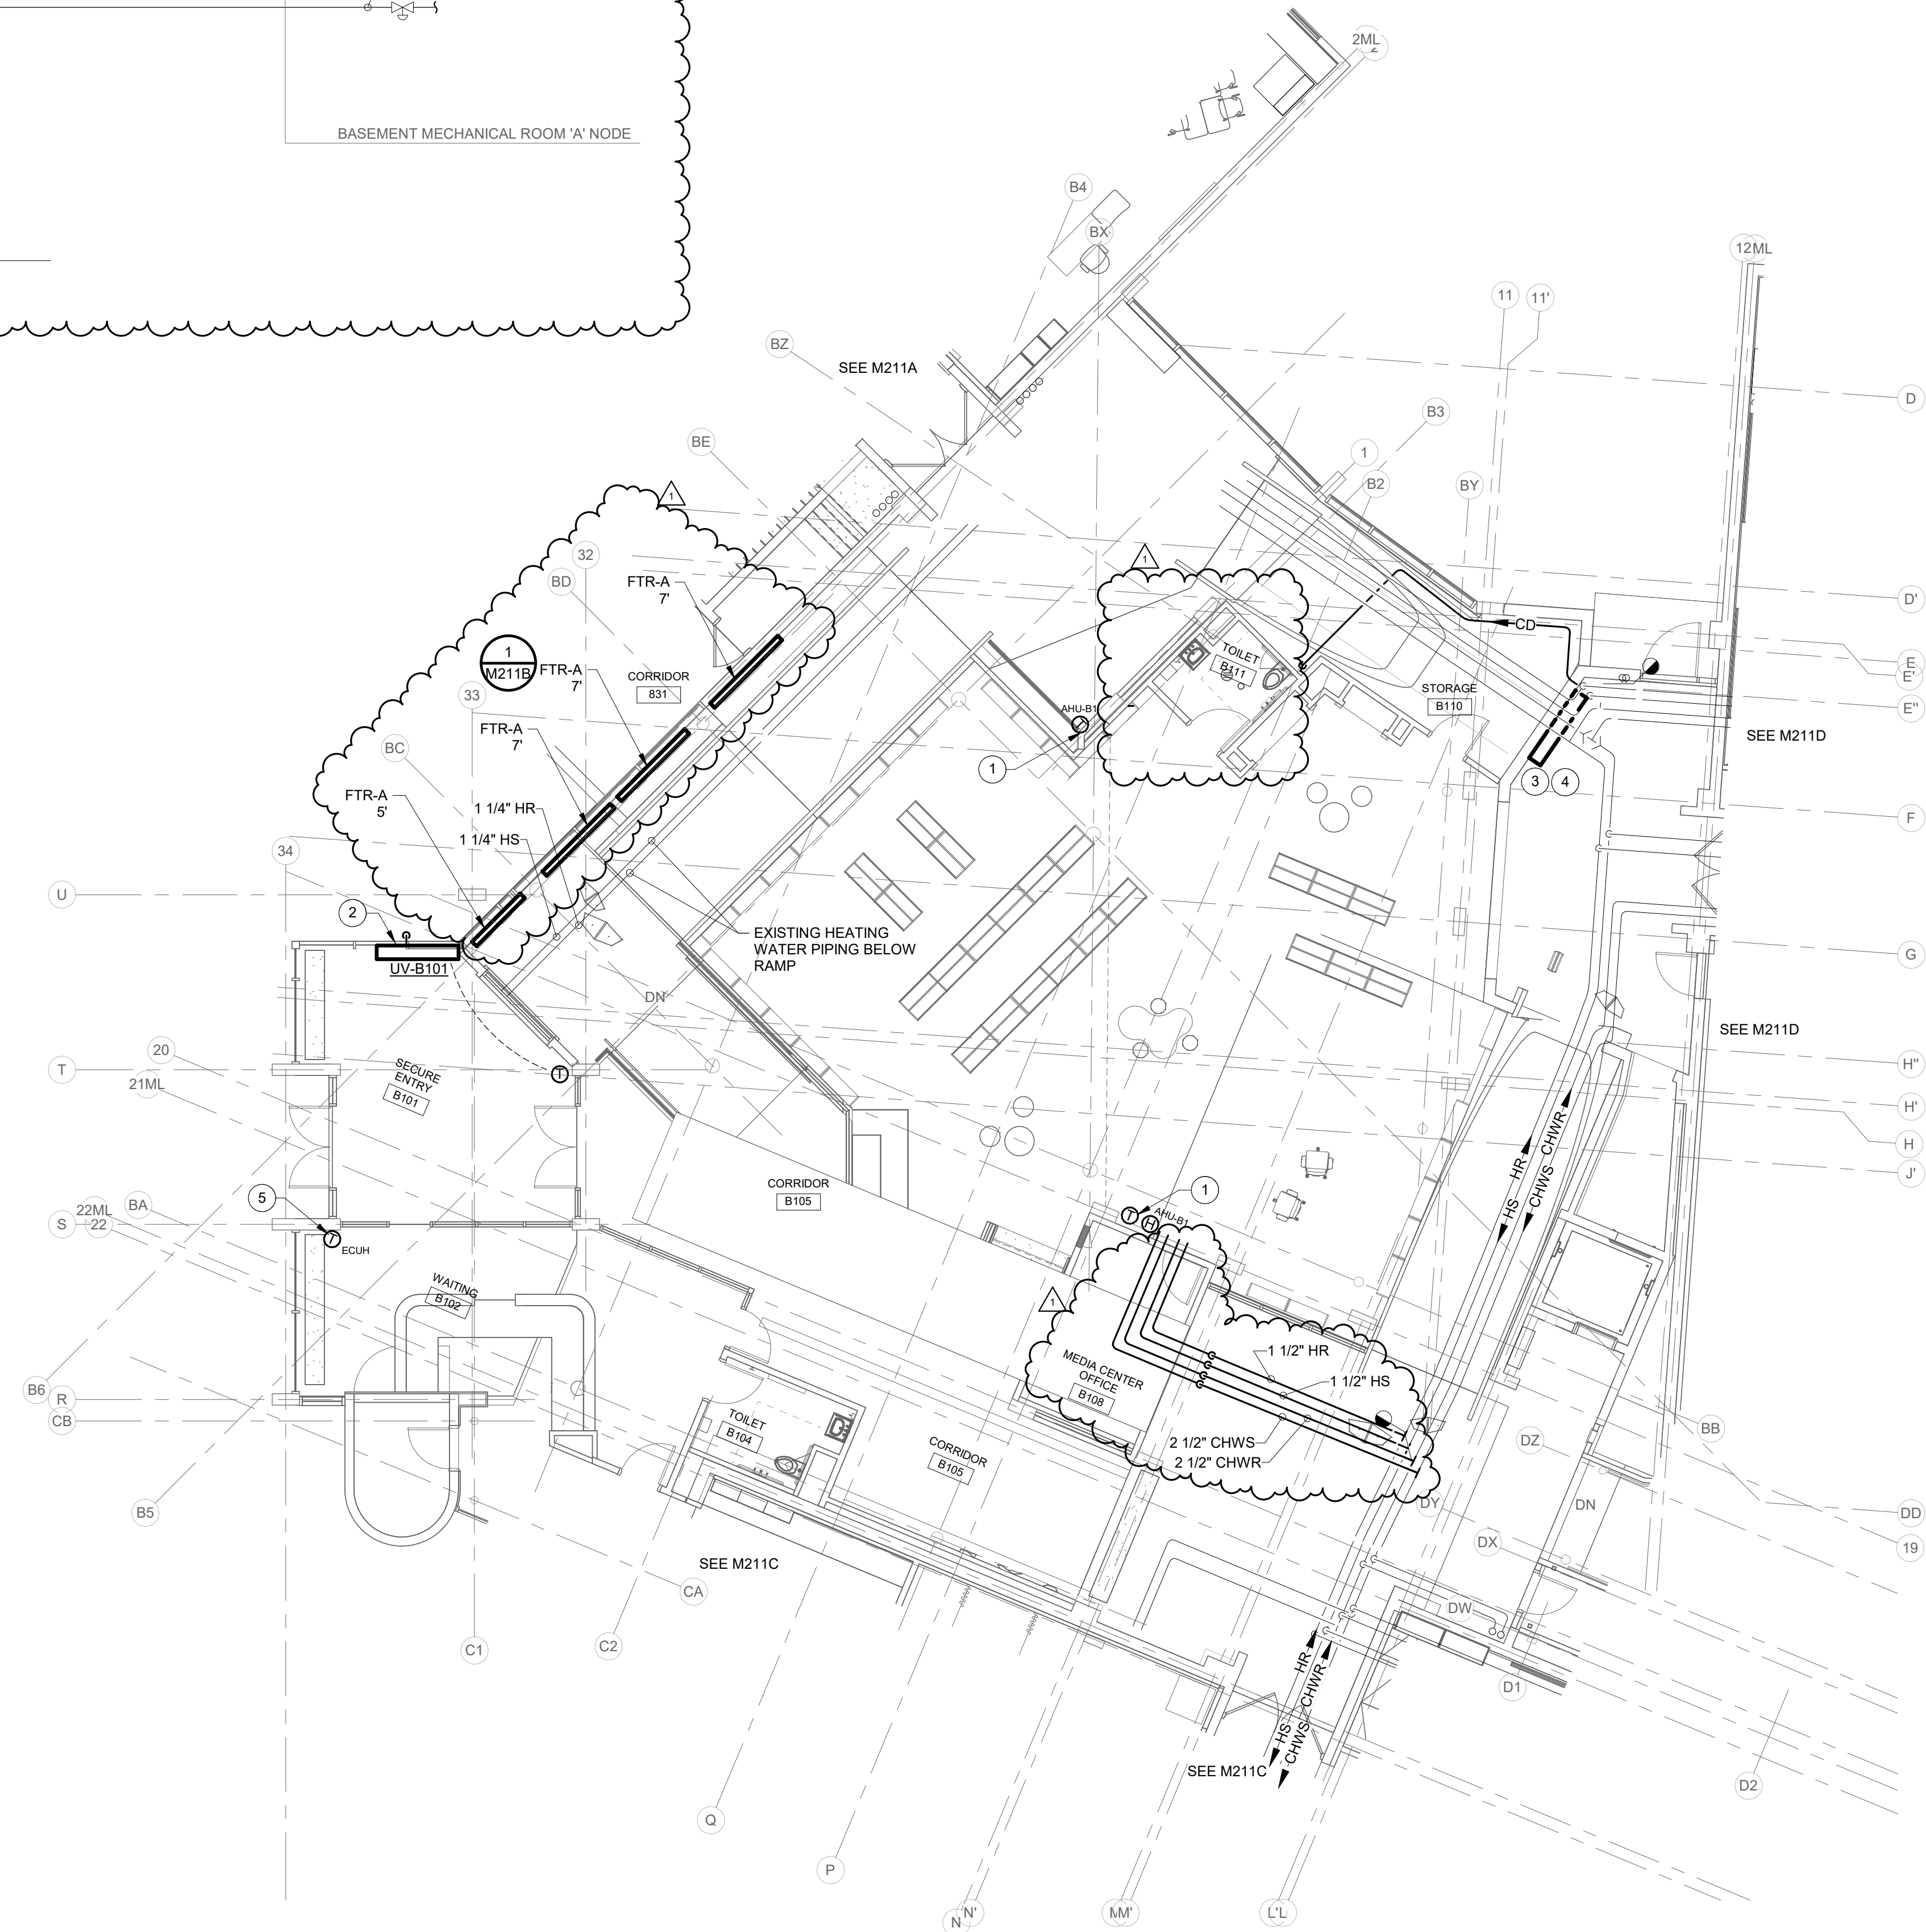 BASEMENT MECHANICAL ROOM 'A' NODE
2ML
B4
BX
12ML
11
11'
BZ
SEE M211A
D
BE
B3
1
B2
BY
1
1
32
BD
FTR-A
7'
D'
CD
1
M211B
FTR-A
7'
CORRIDOR
831
TOILET
B111
E
E'
33
STORAGE
B110
AHU-B1
E''
BC
FTR-A
7'
SEE M211D
1
3
4
FTR-A
5'
1 1/4" HR
1 1/4" HS
F
34
U
2
EXISTING HEATING
WATER PIPING BELOW
RAMP
G
UV-B101
DN
SEE M211D
20
21ML
T
SECURE
ENTRY
B101
T
H''
H'
H
J'
HS
HR
CHWS
CHWR
CORRIDOR
B105
5
1
T
H
AHU-B1
22ML
22
BA
S
T
ECUH
WAITING
B102
1
1 1/2" HR
1 1/2" HS
MEDIA CENTER
OFFICE
B108
B6
R
CB
TOILET
B104
CORRIDOR
B105
2 1/2" CHWS
2 1/2" CHWR
BB
DZ
B5
DY
DN
DD
DX
19
SEE M211C
CA
DW
C1
C2
HR
HS
CHWR
CHWS
D1
SEE M211C
D2
Q
P
N
N'
M
M'
L'
L